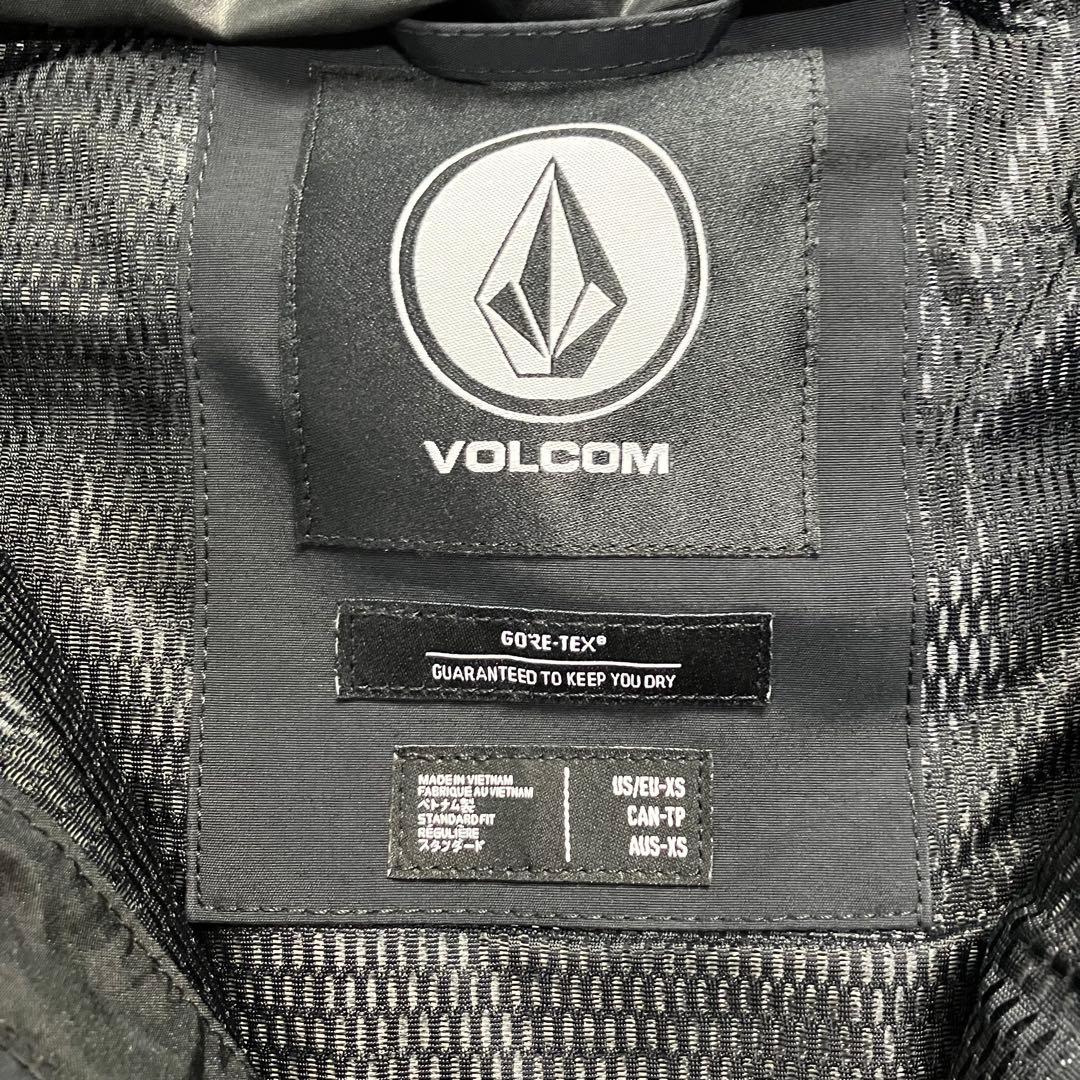 VOLCOM
GORE-TEX®
GUARANTEED TO KEEP YOU DRY
MADE IN VIETNAM
FABRIQUE AU VIETNAM
ベトナム製
STANDARD FIT
RÉGULIÈRE
スタンダード
US/EU-XS
CAN-TP
AUS-XS